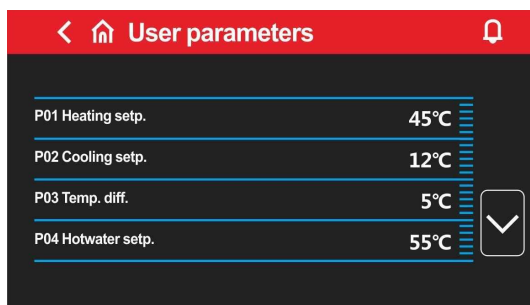 User parameters
P01 Heating setp. 45℃
P02 Cooling setp. 12℃
P03 Temp. diff. 5℃
P04 Hotwater setp. 55℃